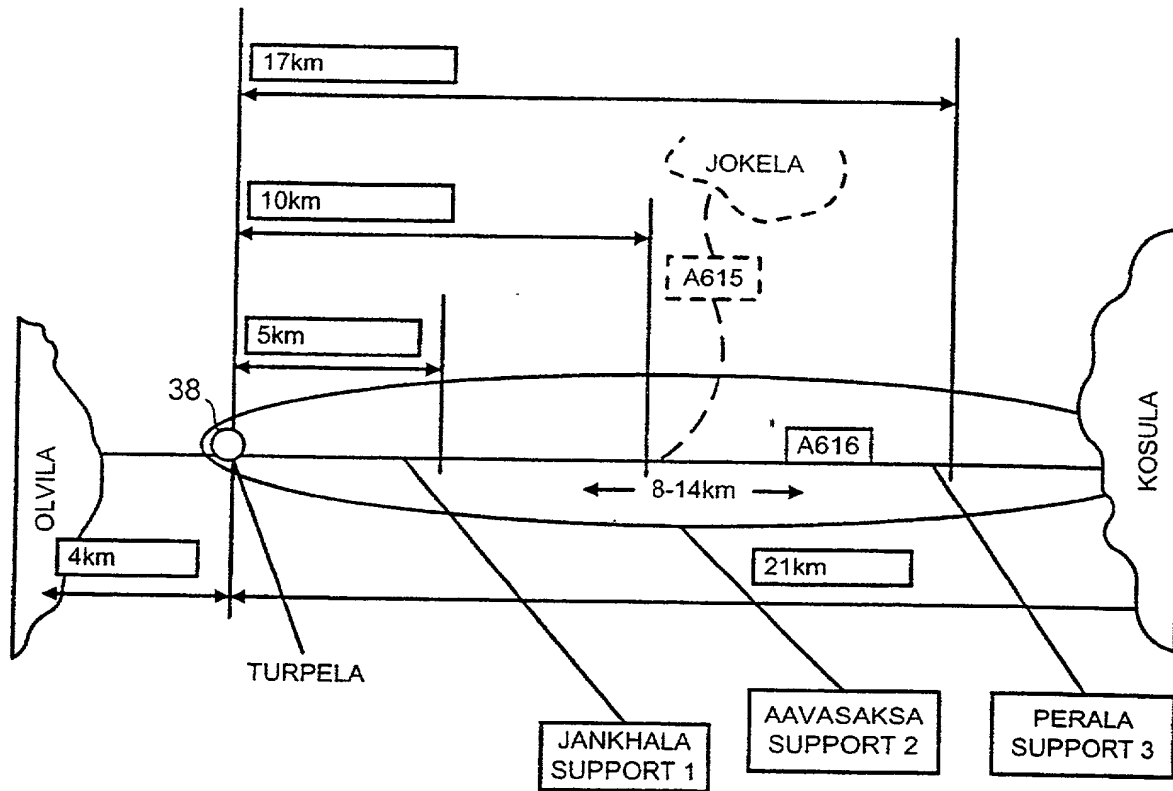 17km
JOKELA
10km
A615
5km
38
A616
OLVILA
KOSULA
8-14km
4km
21km
TURPELA
JANKHALA
SUPPORT 1
AAVASAKSA
SUPPORT 2
PERALA
SUPPORT 3